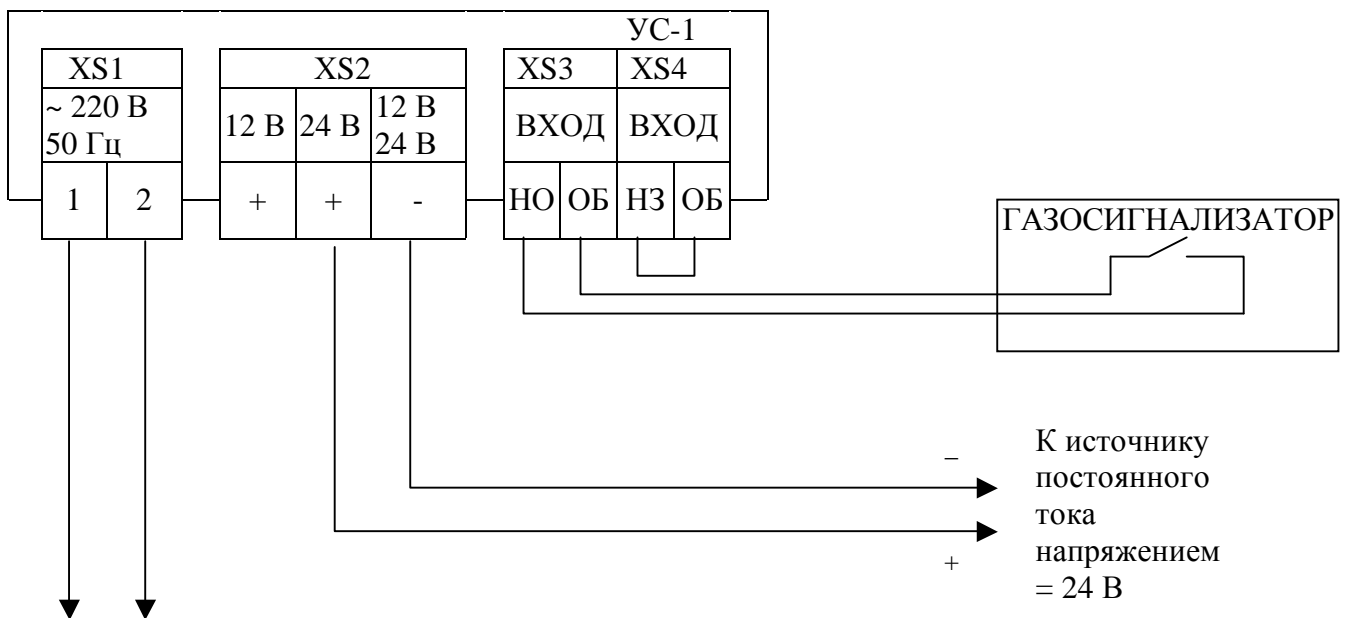 УС-1
XS1
~ 220 В
50 Гц
1 2
XS2
12 В 24 В 12 В
24 В
+ + -
XS3 XS4
ВХОД ВХОД
НО ОБ НЗ ОБ
ГАЗОСИГНАЛИЗАТОР
–
+
К источнику
постоянного
тока
напряжением
= 24 В